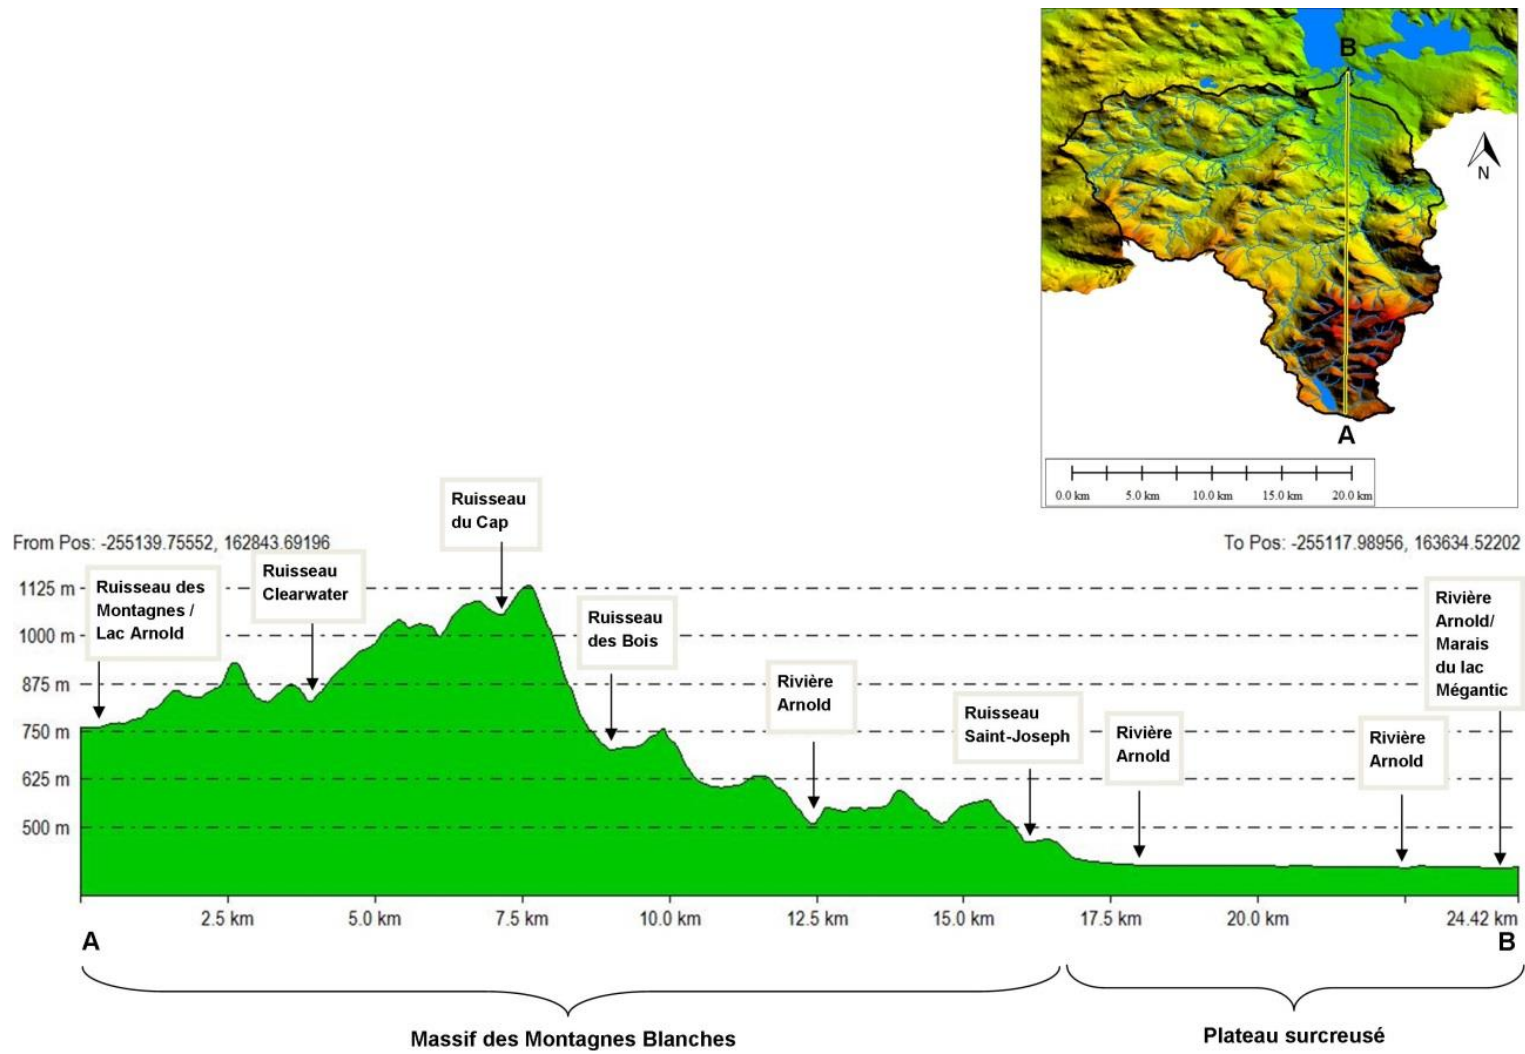 B
N
A
0.0 km 5.0 km 10.0 km 15.0 km 20.0 km
From Pos: -255139.75552, 162843.69196
To Pos: -255117.98956, 163634.52202
Ruisseau
du Cap
Ruisseau des
Montagnes /
Lac Arnold
Ruisseau
Clearwater
Ruisseau
des Bois
Rivière
Arnold
Ruisseau
Saint-Joseph
Rivière
Arnold
Rivière
Arnold
Rivière
Arnold/
Marais
du lac
Mégantic
1125 m
1000 m
875 m
750 m
625 m
500 m
2.5 km 5.0 km 7.5 km 10.0 km 12.5 km 15.0 km 17.5 km 20.0 km 24.42 km
A B
Massif des Montagnes Blanches
Plateau surcreusé